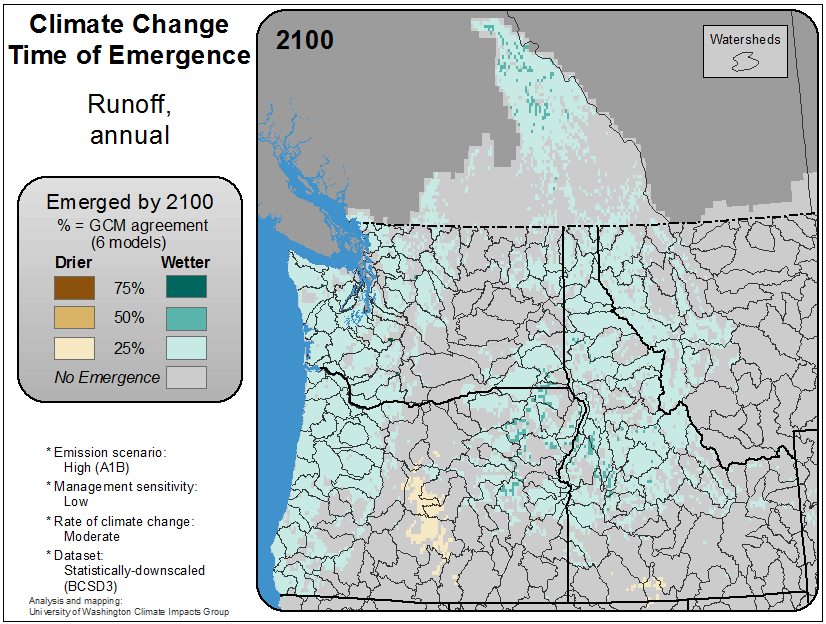 Climate Change
Time of Emergence
Runoff,
annual
Emerged by 2100
% = GCM agreement
(6 models)
Drier Wetter
75%
50%
25%
No Emergence
* Emission scenario:
High (A1B)
* Management sensitivity:
Low
* Rate of climate change:
Moderate
* Dataset:
Statistically-downscaled
(BCSD3)
Analysis and mapping:
University of Washington Climate Impacts Group
2100
Watersheds